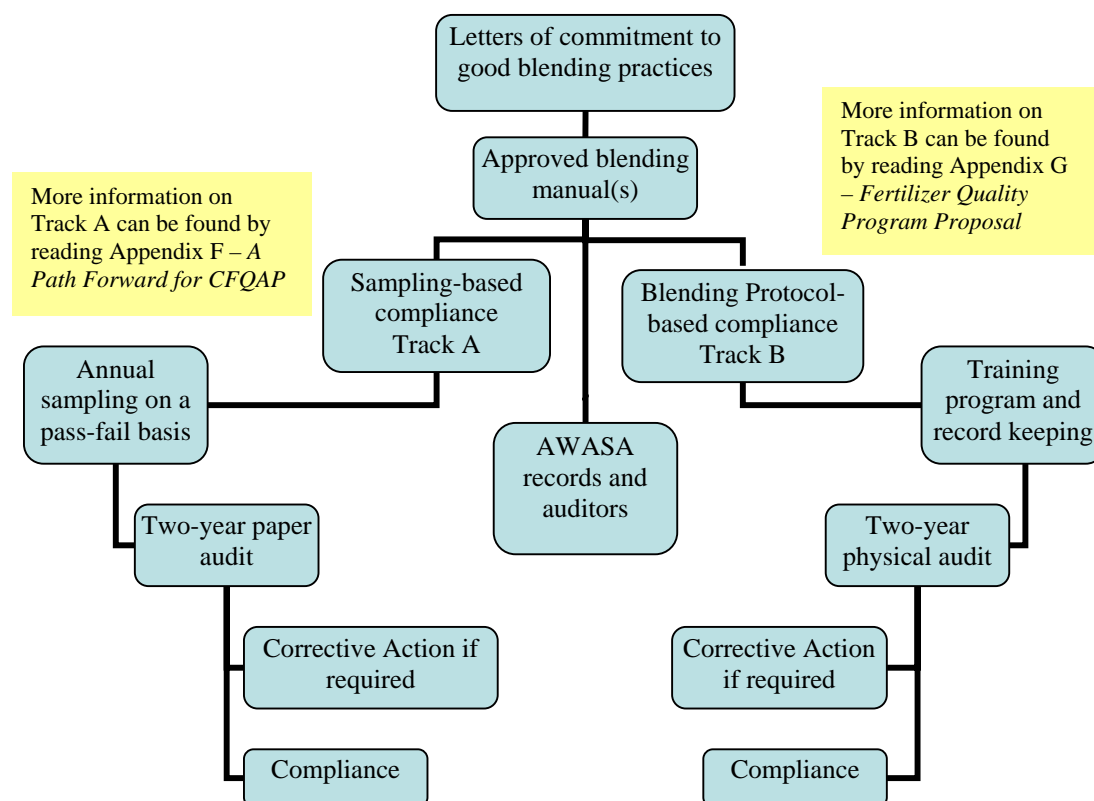 Letters of commitment to
good blending practices
More information on
Track B can be found
by reading Appendix G
– Fertilizer Quality
Program Proposal
Approved blending
manual(s)
More information on
Track A can be found by
reading Appendix F – A
Path Forward for CFQAP
Sampling-based
compliance
Track A
Blending Protocol-
based compliance
Track B
Annual
sampling on a
pass-fail basis
Training
program and
record keeping
AWASA
records and
auditors
Two-year paper
audit
Two-year
physical audit
Corrective Action if
required
Corrective Action
if required
Compliance
Compliance